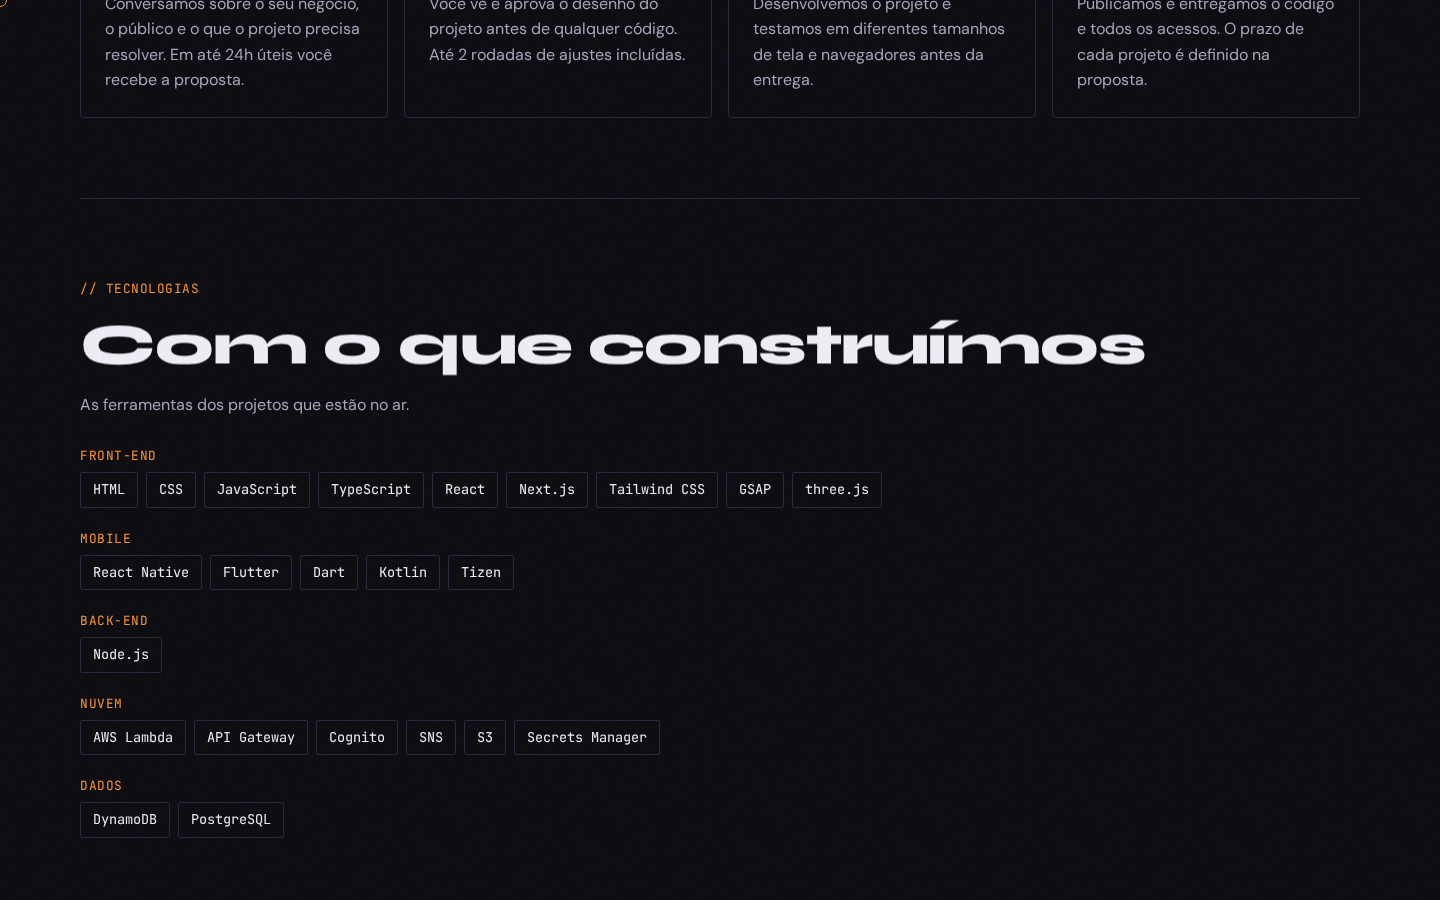 Conversamos sobre o seu negócio,
o público e o que o projeto precisa
resolver. Em até 24h úteis você
recebe a proposta.
Você vê e aprova o desenho do
projeto antes de qualquer código.
Até 2 rodadas de ajustes incluídas.
Desenvolvemos o projeto e
testamos em diferentes tamanhos
de tela e navegadores antes da
entrega.
Publicamos e entregamos o código
e todos os acessos. O prazo de
cada projeto é definido na
proposta.
// TECNOLOGIAS
Com o que construímos
As ferramentas dos projetos que estão no ar.
FRONT-END
HTML CSS JavaScript TypeScript React Next.js Tailwind CSS GSAP three.js
MOBILE
React Native Flutter Dart Kotlin Tizen
BACK-END
Node.js
NUVEM
AWS Lambda API Gateway Cognito SNS S3 Secrets Manager
DADOS
DynamoDB PostgreSQL